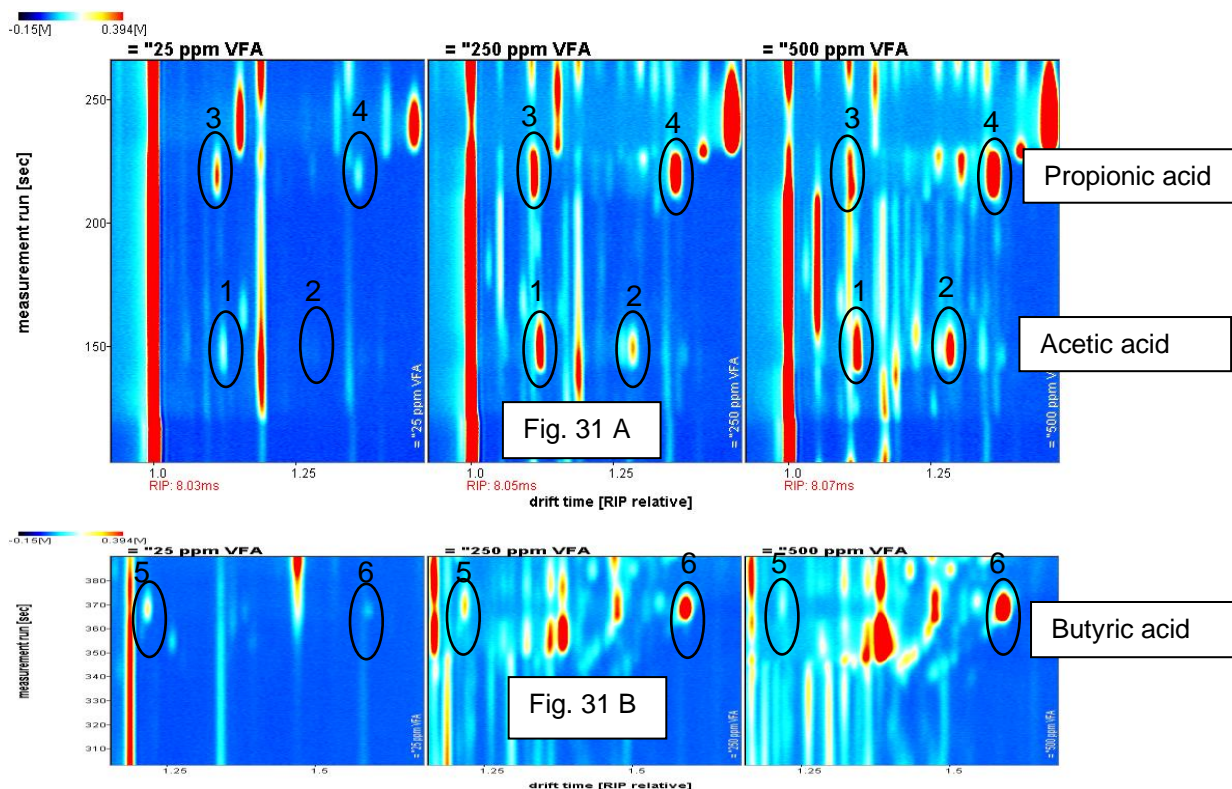 -0.15[V] 0.394[V]
= "25 ppm VFA = "250 ppm VFA = "500 ppm VFA
measurement run [sec]
250
200
150
3 4 3 4 3 4
Propionic acid
1 2 1 2 1 2
Acetic acid
= "25 ppm VFA = "250 ppm VFA = "500 ppm V
Fig. 31 A
1.0 1.25 1.0 1.25 1.0 1.25
RIP: 8.03ms RIP: 8.05ms RIP: 8.07ms
drift time [RIP relative]
-0.15[V] 0.394[V]
= "25 ppm VFA = "250 ppm VFA = "500 ppm VFA
measurement run [sec]
380
370
360
350
340
330
320
310
5 6 5 6 5 6
Butyric acid
= "25 ppm VFA = "250 ppm VFA = "500 ppm VFA
Fig. 31 B
1.25 1.5 1.25 1.5 1.25 1.5
drift time [RIP relative]